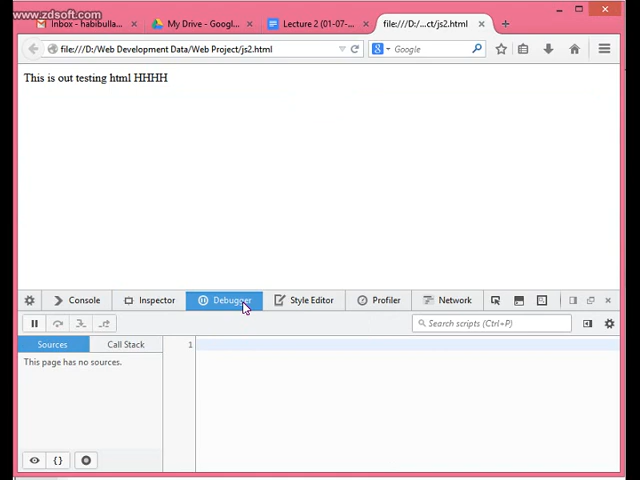 www.zdsoft.com
Inbox - habibulla...
My Drive - Googl...
Lecture 2 (01-07-...
file:///D:/...ct/js2.html
file:///D:/Web Development Data/Web Project/js2.html
Google
This is out testing html HHHH
Console
Inspector
Debugger
Style Editor
Profiler
Network
Search scripts (Ctrl+P)
Sources
Call Stack
1
This page has no sources.
{}